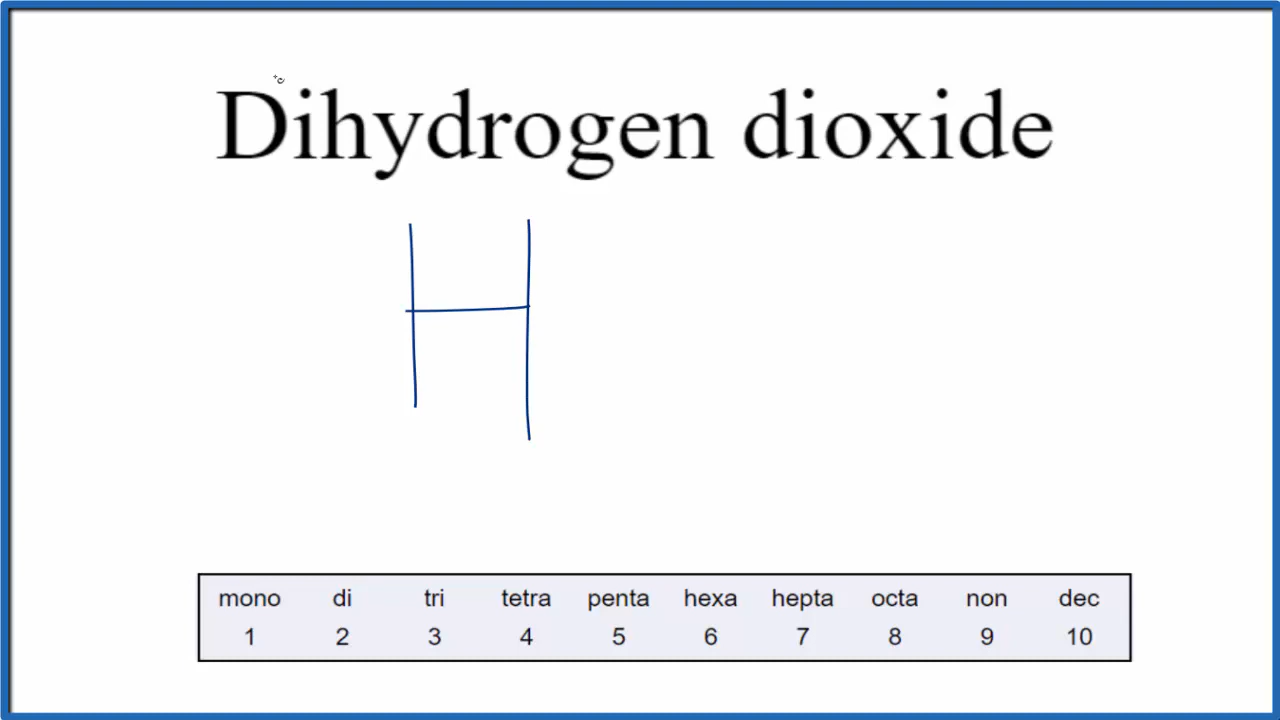 Dihydrogen dioxide
H
mono di tri tetra penta hexa hepta octa non dec
1 2 3 4 5 6 7 8 9 10